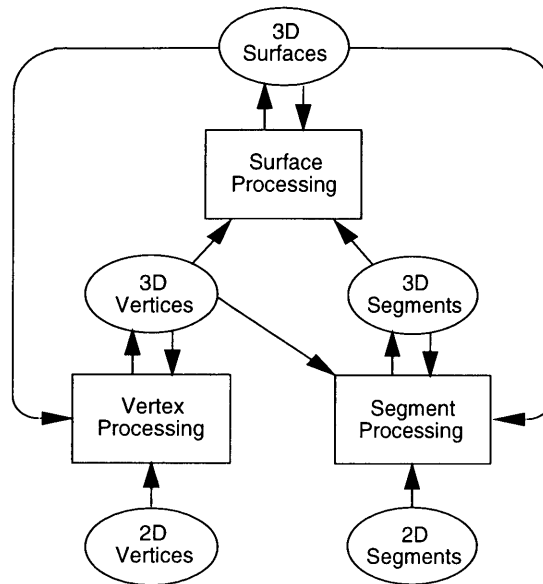 3D
Surfaces
Surface
Processing
3D
Vertices
3D
Segments
Vertex
Processing
Segment
Processing
2D
Vertices
2D
Segments